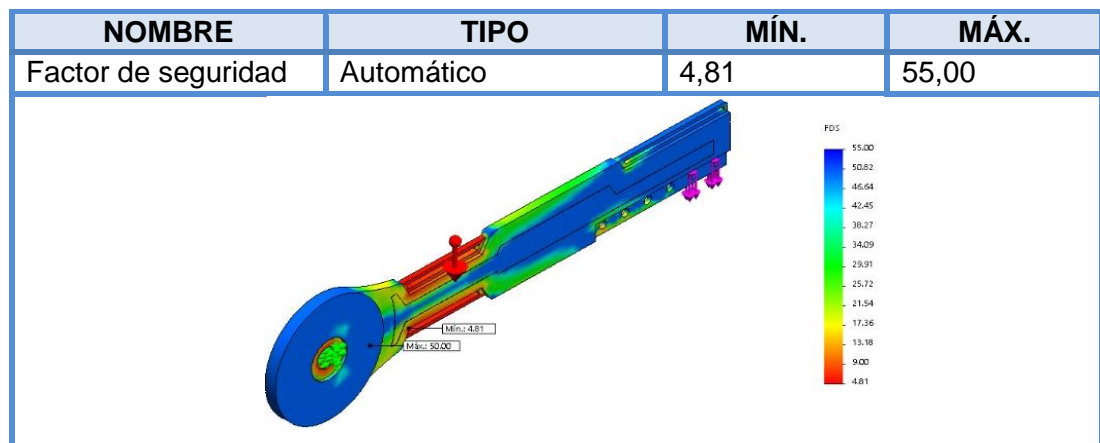 NOMBRE TIPO MÍN. MÁX.
Factor de seguridad Automático 4,81 55,00
FDS
55.00
50.82
46.64
42.45
38.27
34.09
29.91
25.72
21.54
17.36
13.18
9.00
4.81
Mín.: 4.81
Máx.: 50.00